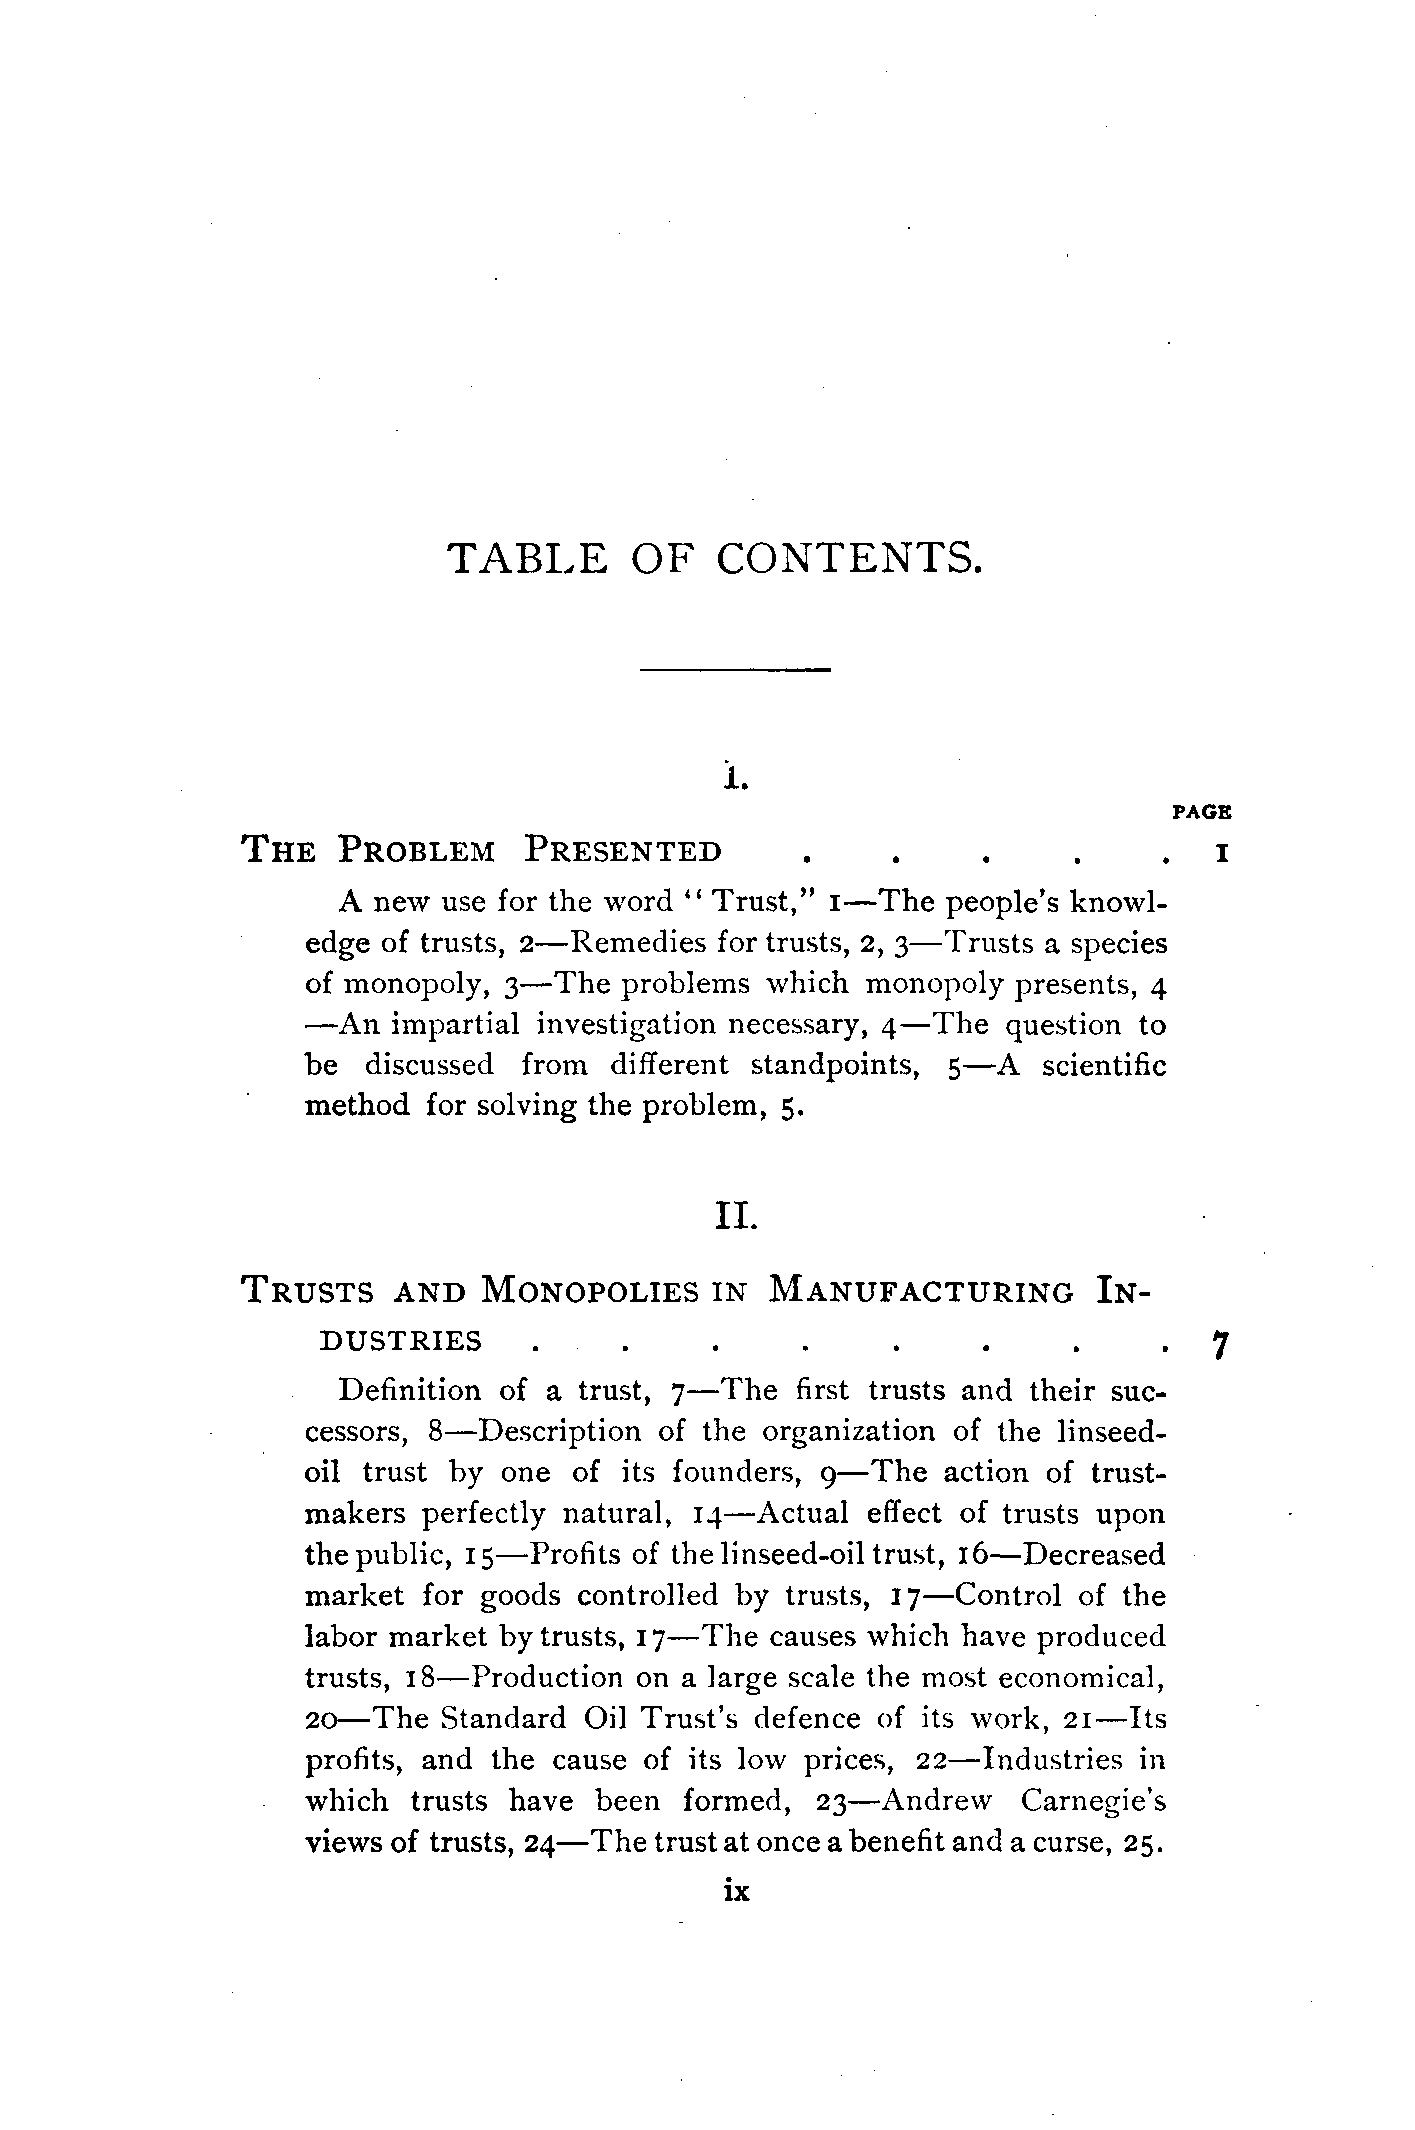 TABLE OF CONTENTS.
I.
PAGE
THE PROBLEM PRESENTED . . . . . 1
A new use for the word “Trust,” 1—The people's knowl-
edge of trusts, 2—Remedies for trusts, 2, 3—Trusts a species
of monopoly, 3—The problems which monopoly presents, 4
—An impartial investigation necessary, 4—The question to
be discussed from different standpoints, 5—A scientific
method for solving the problem, 5.
II.
TRUSTS AND MONOPOLIES IN MANUFACTURING IN-
DUSTRIES . . . . . . . . 7
Definition of a trust, 7—The first trusts and their suc-
cessors, 8—Description of the organization of the linseed-
oil trust by one of its founders, 9—The action of trust-
makers perfectly natural, 14—Actual effect of trusts upon
the public, 15—Profits of the linseed-oil trust, 16—Decreased
market for goods controlled by trusts, 17—Control of the
labor market by trusts, 17—The causes which have produced
trusts, 18—Production on a large scale the most economical,
20—The Standard Oil Trust's defence of its work, 21—Its
profits, and the cause of its low prices, 22—Industries in
which trusts have been formed, 23—Andrew Carnegie's
views of trusts, 24—The trust at once a benefit and a curse, 25.
ix